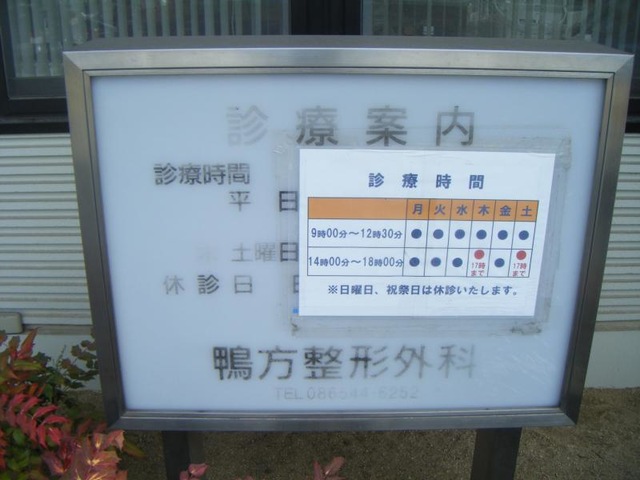 診療案内
診療時間
平日
土曜日
休診日 日
診療時間
月 火 水 木 金 土
9時00分～12時30分 ● ● ● ● ● ●
14時00分～18時00分 ● ● ● ● 17時まで ● ● 17時まで
※日曜日、祝祭日は休診いたします。
鴨方整形外科
TEL 086544-6252